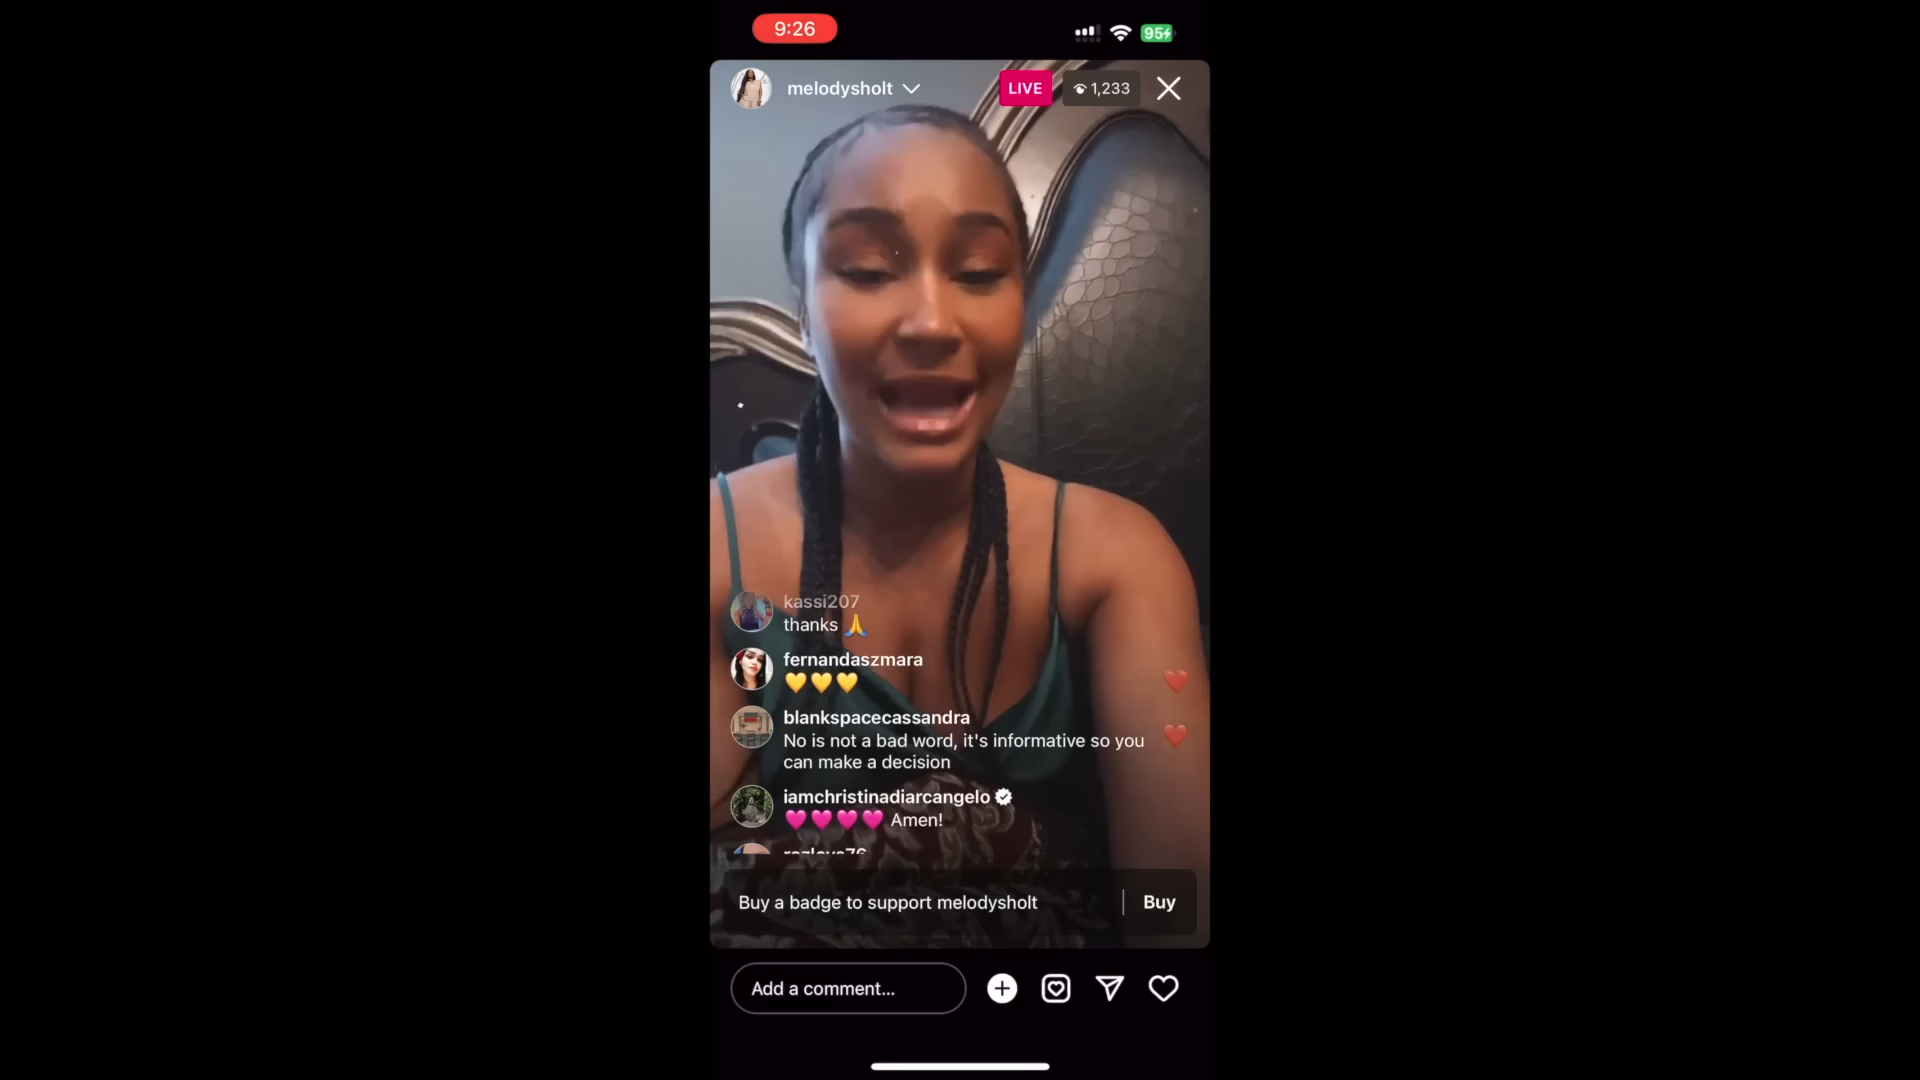 9:26
95
melodysholt
LIVE
1,233
kassi207
thanks 🙏
fernandaszmara
💛💛💛
blankspacecassandra
No is not a bad word, it's informative so you
can make a decision
iamchristinadiarcangelo
💗💗💗💗 Amen!
Buy a badge to support melodysholt
Buy
Add a comment...